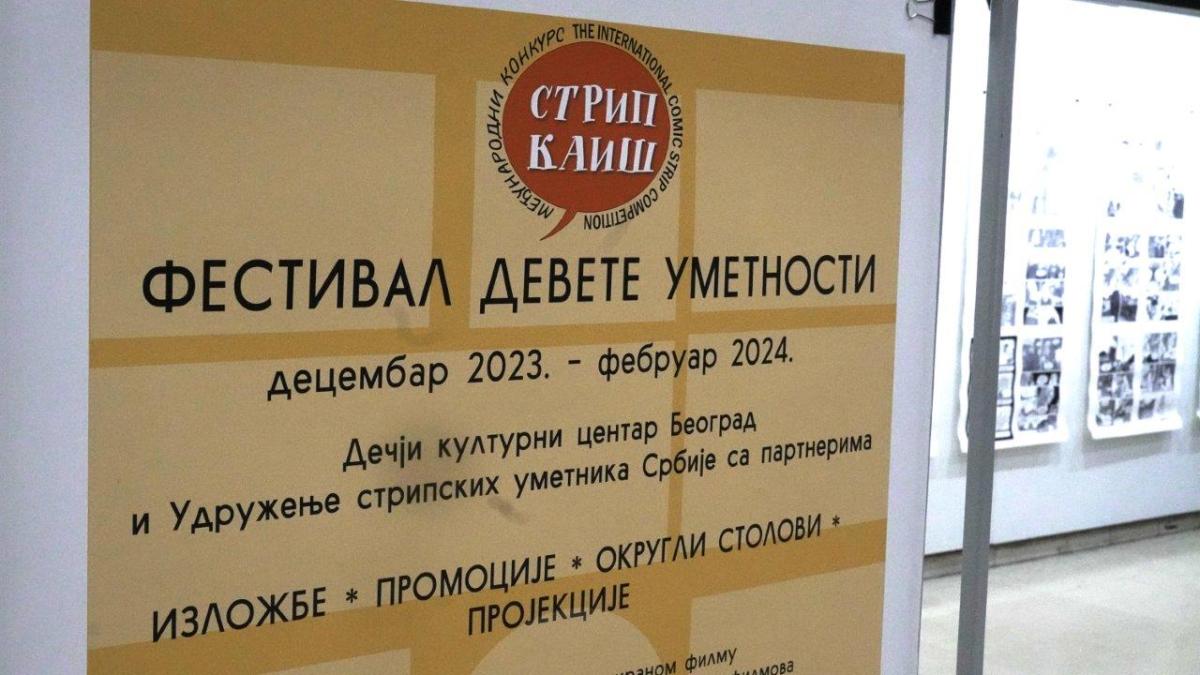 МЕЂУНАРОДНИ КОНКУРС THE INTERNATIONAL COMIC STRIP COMPETITION
СТРИП
КАИШ
ФЕСТИВАЛ ДЕВЕТЕ УМЕТНОСТИ
децембар 2023. - фебруар 2024.
Дечји културни центар Београд
и Удружење стрипских уметника Србије са партнерима
ИЗЛОЖБЕ * ПРОМОЦИЈЕ * ОКРУГЛИ СТОЛОВИ *
ПРОЈЕКЦИЈЕ
филму